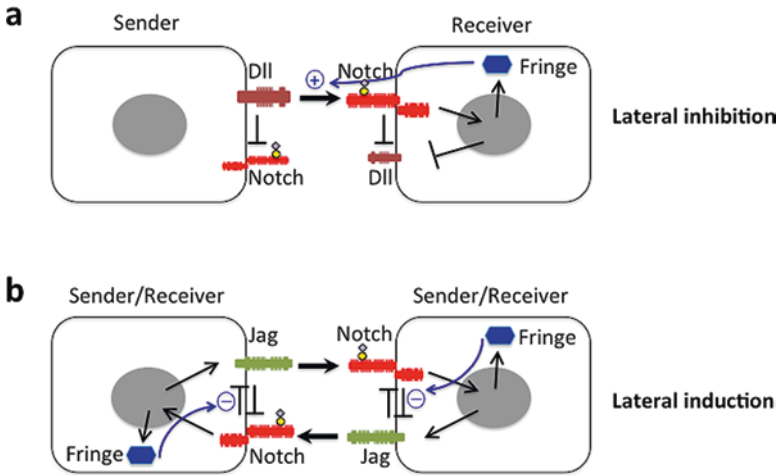 a
Sender
Receiver
Dll
Notch
Fringe
+
Lateral inhibition
Notch
Dll
b
Sender/Receiver
Sender/Receiver
Jag
Notch
Fringe
−
−
Lateral induction
Fringe
Notch
Jag